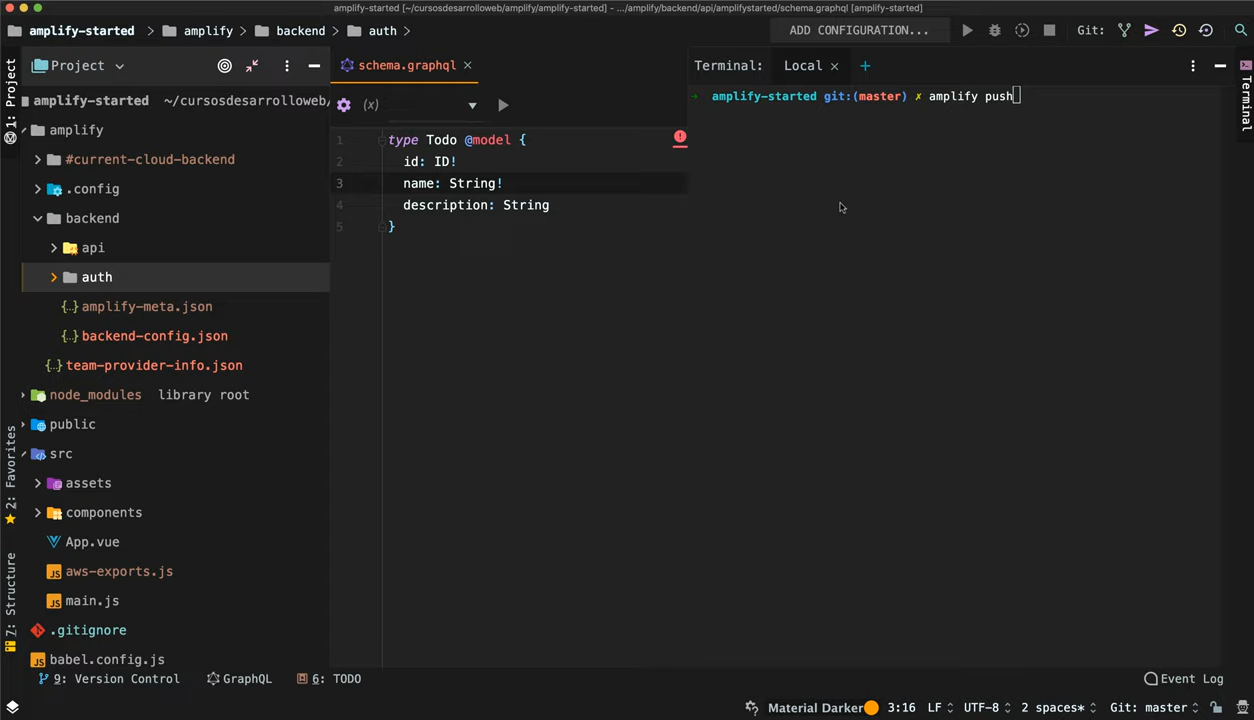 amplify-started [~/cursosdesarrolloweb/amplify/amplify-started] - .../amplify/backend/api/amplifystarted/schema.graphql [amplify-started]
amplify-started > amplify > backend > auth >
ADD CONFIGURATION...
Git:
1: Project
Project
schema.graphql ×
Terminal: Local × +
Terminal
amplify-started ~/cursosdesarrolloweb/
(x)
amplify-started git:(master) ✗ amplify push
amplify
#current-cloud-backend
.config
backend
api
auth
{..} amplify-meta.json
{..} backend-config.json
{..} team-provider-info.json
node_modules library root
public
src
assets
components
App.vue
JS aws-exports.js
JS main.js
.gitignore
JS babel.config.js
1 type Todo @model {
2 id: ID!
3 name: String!
4 description: String
5 }
2: Favorites
7: Structure
9: Version Control
GraphQL
6: TODO
Event Log
Material Darker
3:16 LF UTF-8 2 spaces* Git: master